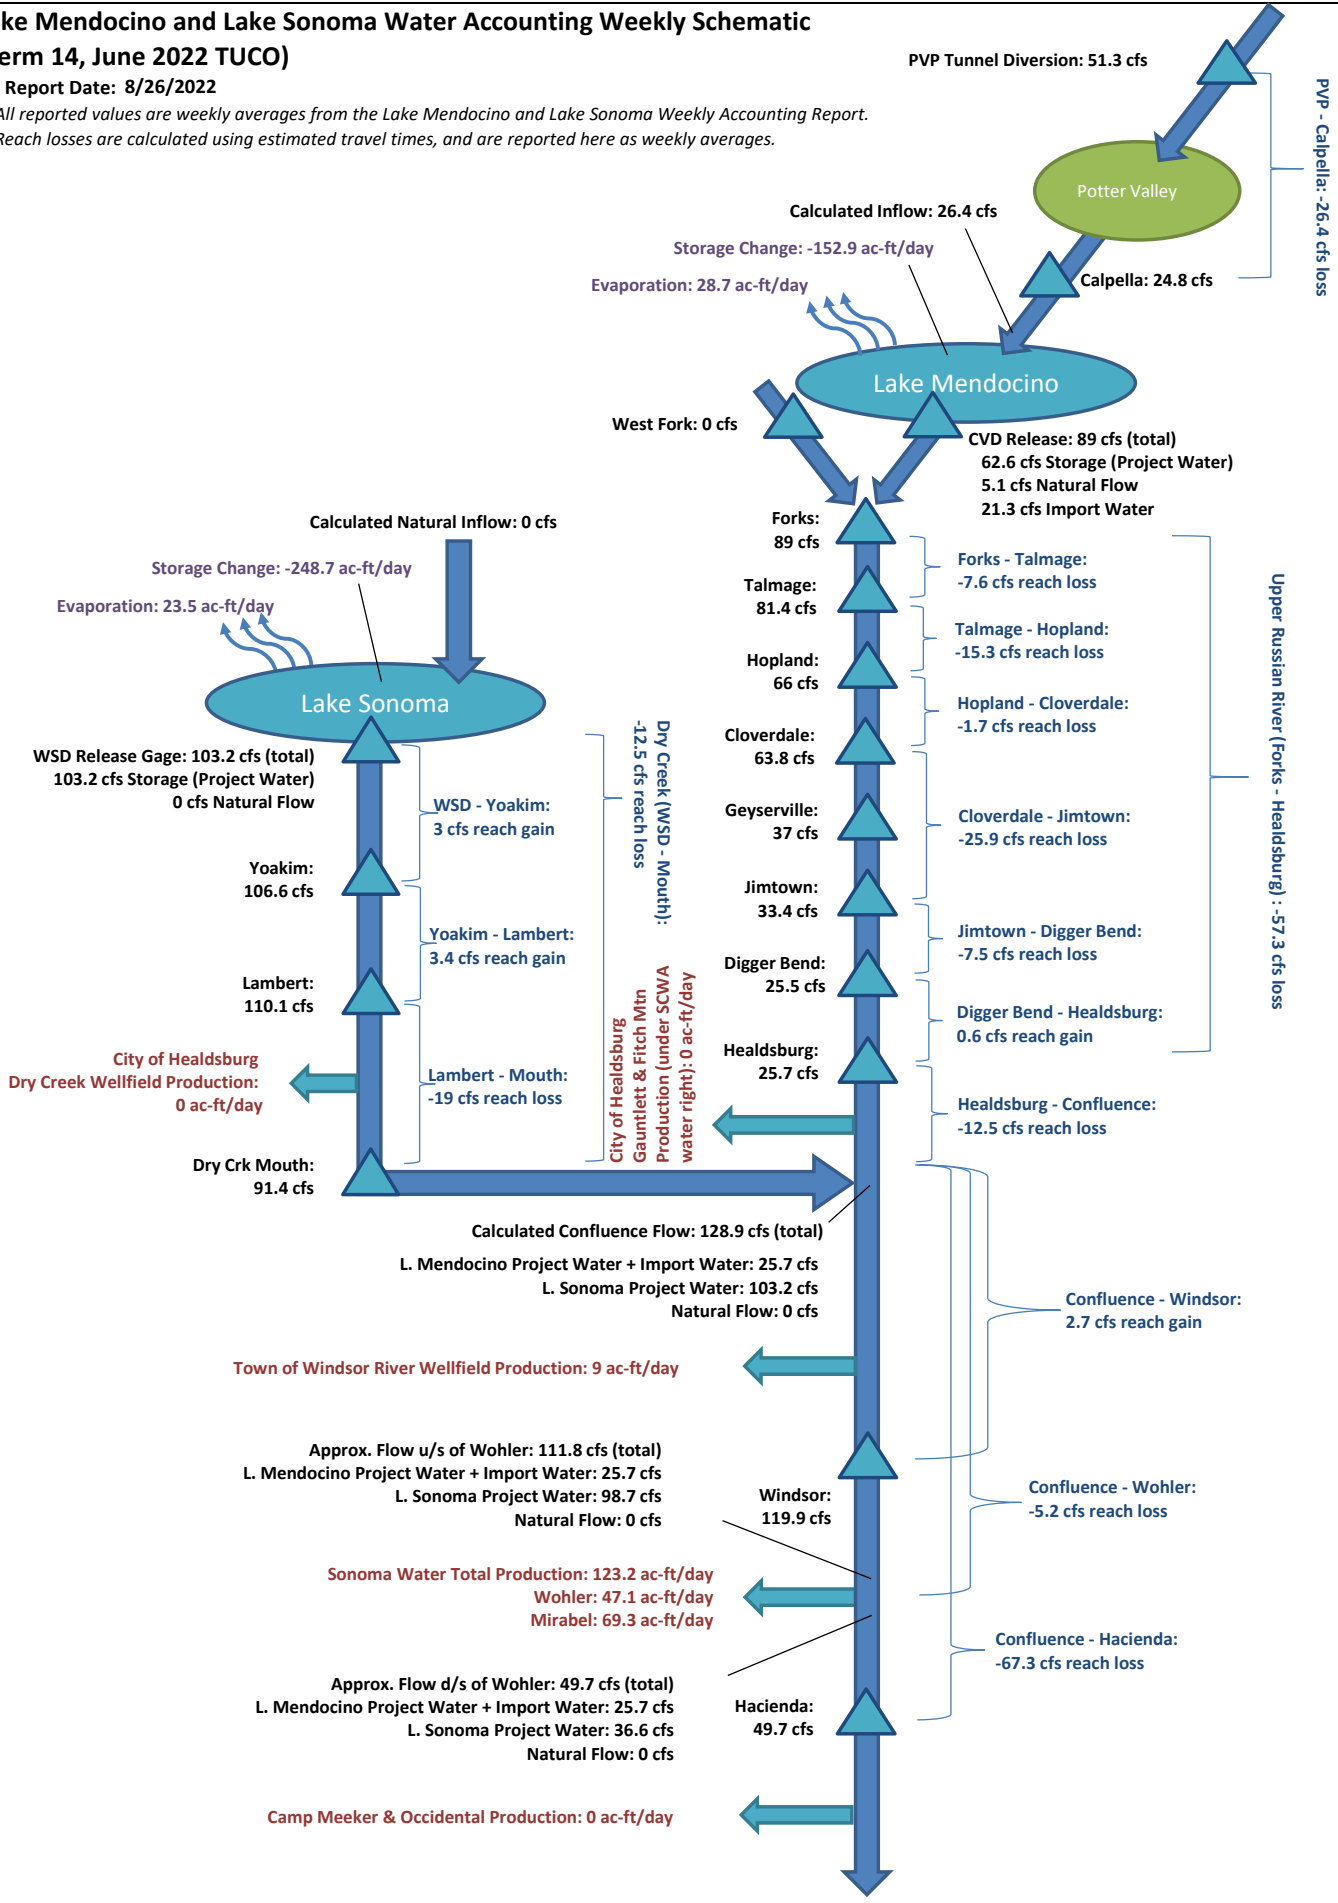 ke Mendocino and Lake Sonoma Water Accounting Weekly Schematic
erm 14, June 2022 TUCO)
Report Date: 8/26/2022
All reported values are weekly averages from the Lake Mendocino and Lake Sonoma Weekly Accounting Report.
Reach losses are calculated using estimated travel times, and are reported here as weekly averages.
PVP Tunnel Diversion: 51.3 cfs
PVP - Calpella: -26.4 cfs loss
Potter Valley
Calculated Inflow: 26.4 cfs
Storage Change: -152.9 ac-ft/day
Evaporation: 28.7 ac-ft/day
Calpella: 24.8 cfs
Lake Mendocino
West Fork: 0 cfs
CVD Release: 89 cfs (total)
62.6 cfs Storage (Project Water)
5.1 cfs Natural Flow
21.3 cfs Import Water
Forks:
89 cfs
Forks - Talmage:
-7.6 cfs reach loss
Talmage:
81.4 cfs
Talmage - Hopland:
-15.3 cfs reach loss
Hopland:
66 cfs
Hopland - Cloverdale:
-1.7 cfs reach loss
Cloverdale:
63.8 cfs
Geyserville:
37 cfs
Cloverdale - Jimtown:
-25.9 cfs reach loss
Jimtown:
33.4 cfs
Jimtown - Digger Bend:
-7.5 cfs reach loss
Digger Bend:
25.5 cfs
Digger Bend - Healdsburg:
0.6 cfs reach gain
Healdsburg:
25.7 cfs
Upper Russian River (Forks - Healdsburg) : -57.3 cfs loss
Healdsburg - Confluence:
-12.5 cfs reach loss
Calculated Natural Inflow: 0 cfs
Storage Change: -248.7 ac-ft/day
Evaporation: 23.5 ac-ft/day
Lake Sonoma
WSD Release Gage: 103.2 cfs (total)
103.2 cfs Storage (Project Water)
0 cfs Natural Flow
WSD - Yoakim:
3 cfs reach gain
Yoakim:
106.6 cfs
Yoakim - Lambert:
3.4 cfs reach gain
Lambert:
110.1 cfs
Lambert - Mouth:
-19 cfs reach loss
Dry Creek (WSD - Mouth):
-12.5 cfs reach loss
City of Healdsburg
Dry Creek Wellfield Production:
0 ac-ft/day
City of Healdsburg
Gauntlett & Fitch Mtn
Production (under SCWA
water right): 0 ac-ft/day
Dry Crk Mouth:
91.4 cfs
Calculated Confluence Flow: 128.9 cfs (total)
L. Mendocino Project Water + Import Water: 25.7 cfs
L. Sonoma Project Water: 103.2 cfs
Natural Flow: 0 cfs
Confluence - Windsor:
2.7 cfs reach gain
Town of Windsor River Wellfield Production: 9 ac-ft/day
Approx. Flow u/s of Wohler: 111.8 cfs (total)
L. Mendocino Project Water + Import Water: 25.7 cfs
L. Sonoma Project Water: 98.7 cfs
Natural Flow: 0 cfs
Windsor:
119.9 cfs
Confluence - Wohler:
-5.2 cfs reach loss
Sonoma Water Total Production: 123.2 ac-ft/day
Wohler: 47.1 ac-ft/day
Mirabel: 69.3 ac-ft/day
Confluence - Hacienda:
-67.3 cfs reach loss
Approx. Flow d/s of Wohler: 49.7 cfs (total)
L. Mendocino Project Water + Import Water: 25.7 cfs
L. Sonoma Project Water: 36.6 cfs
Natural Flow: 0 cfs
Hacienda:
49.7 cfs
Camp Meeker & Occidental Production: 0 ac-ft/day